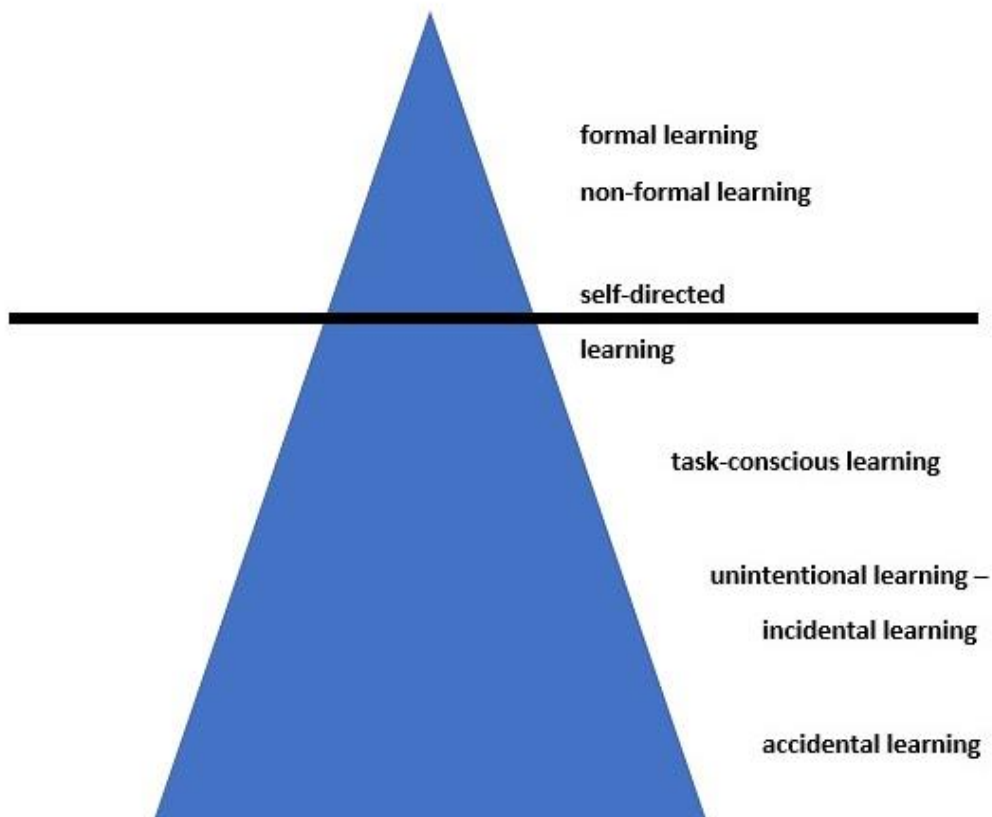 formal learning
non-formal learning
self-directed
learning
task-conscious learning
unintentional learning –
incidental learning
accidental learning